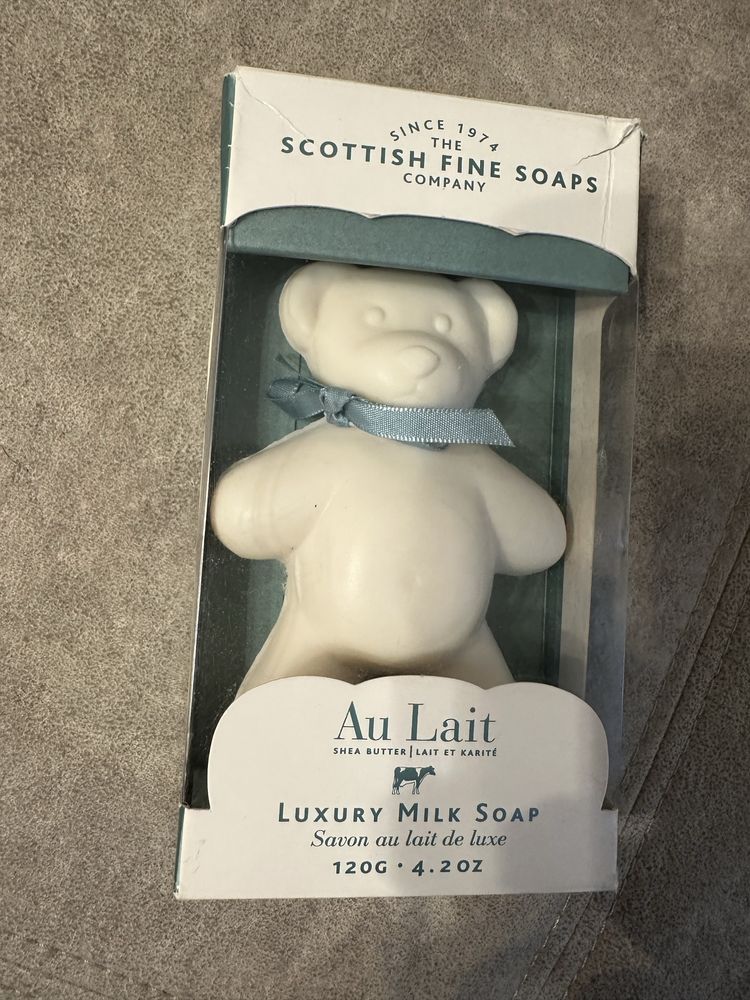 SINCE 1974
THE
SCOTTISH FINE SOAPS
COMPANY
Au Lait
SHEA BUTTER | LAIT ET KARITÉ
LUXURY MILK SOAP
Savon au lait de luxe
120G · 4.2OZ